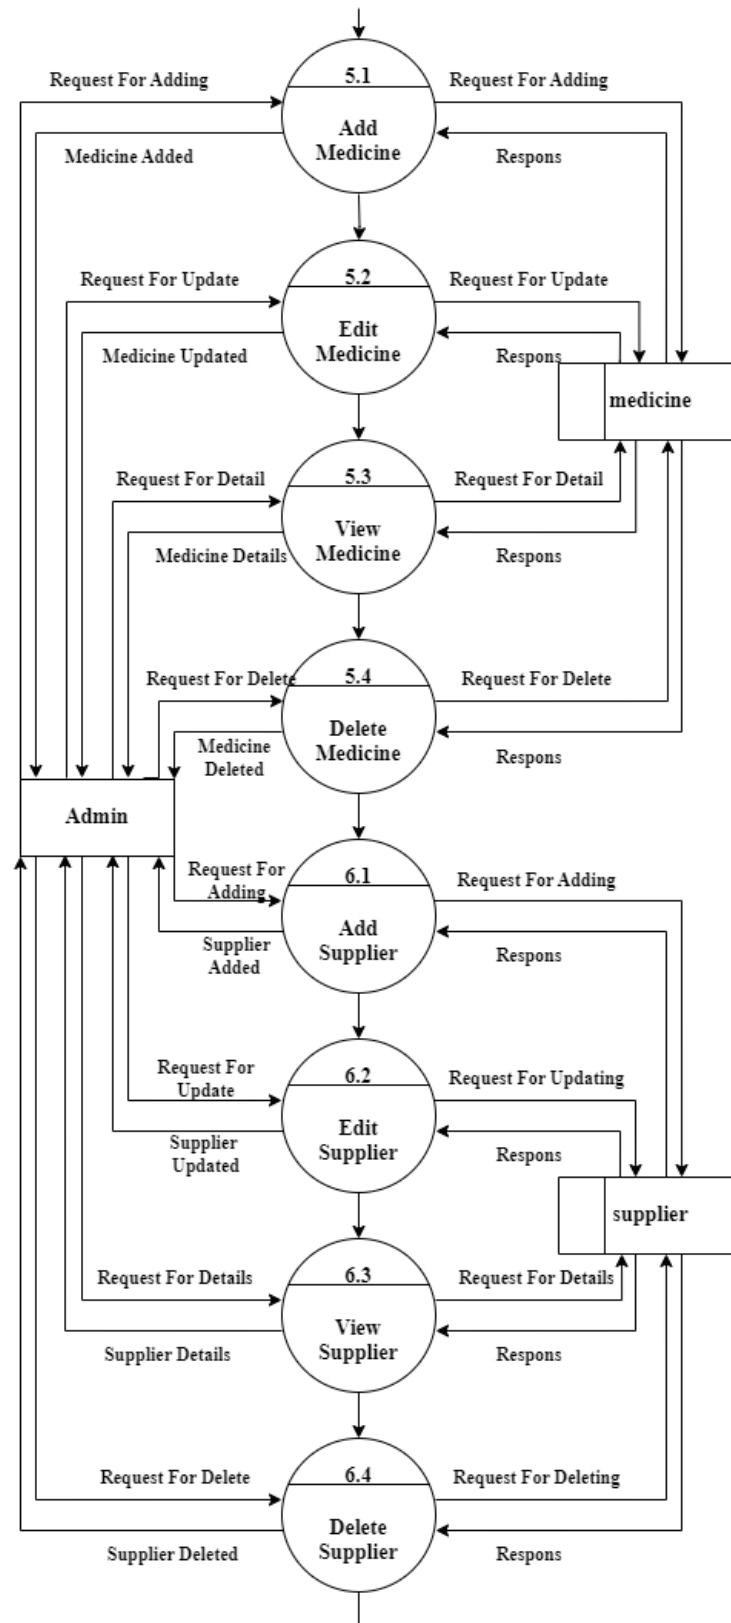 5.1
Request For Adding
Request For Adding
Add
Medicine
Medicine Added
Respons
5.2
Request For Update
Request For Update
Edit
Medicine
Medicine Updated
Respons
medicine
5.3
Request For Detail
Request For Detail
View
Medicine
Medicine Details
Respons
5.4
Request For Delete
Request For Delete
Delete
Medicine
Medicine
Deleted
Respons
Admin
6.1
Request For
Adding
Request For Adding
Add
Supplier
Supplier
Added
Respons
6.2
Request For
Update
Request For Updating
Edit
Supplier
Supplier
Updated
Respons
supplier
6.3
Request For Details
Request For Details
View
Supplier
Supplier Details
Respons
6.4
Request For Delete
Request For Deleting
Delete
Supplier
Supplier Deleted
Respons